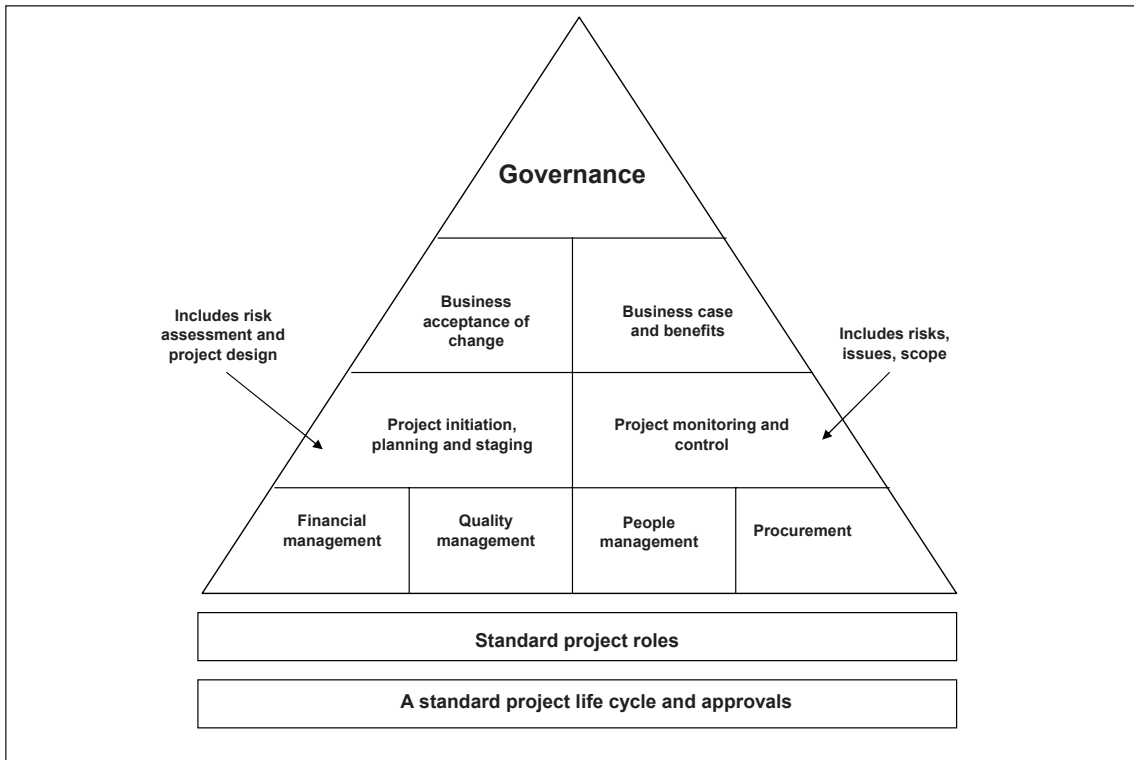 Governance
Business
acceptance of
change
Business case
and benefits
Includes risk
assessment and
project design
Includes risks,
issues, scope
Project initiation,
planning and staging
Project monitoring and
control
Financial
management
Quality
management
People
management
Procurement
Standard project roles
A standard project life cycle and approvals